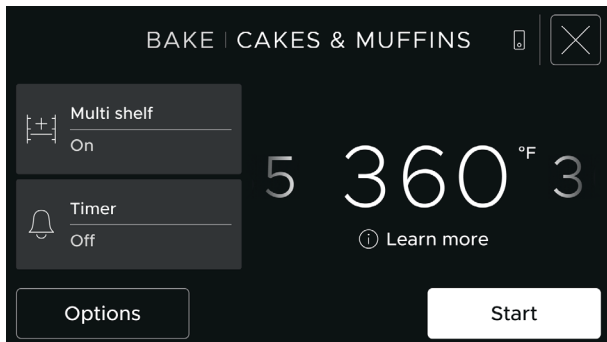 BAKE | CAKES & MUFFINS
Multi shelf
On
5 360 °F 3
Timer
Off
Learn more
Options
Start